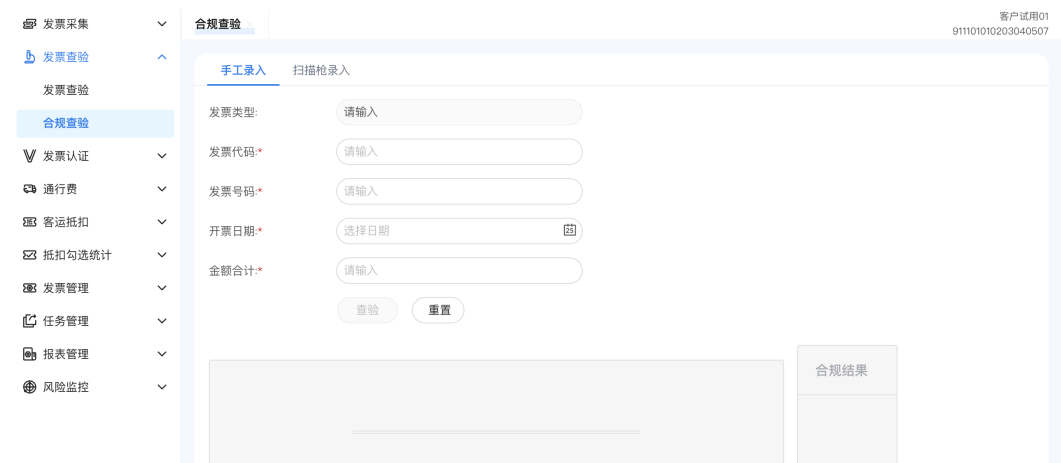 发票采集
发票查验
发票查验
合规查验
发票认证
通行费
客运抵扣
抵扣勾选统计
发票管理
任务管理
报表管理
风险监控
合规查验
客户试用01
911101010203040507
手工录入
扫描枪录入
发票类型:
请输入
发票代码:*
请输入
发票号码:*
请输入
开票日期:*
选择日期
25
金额合计:*
请输入
查验
重置
合规结果